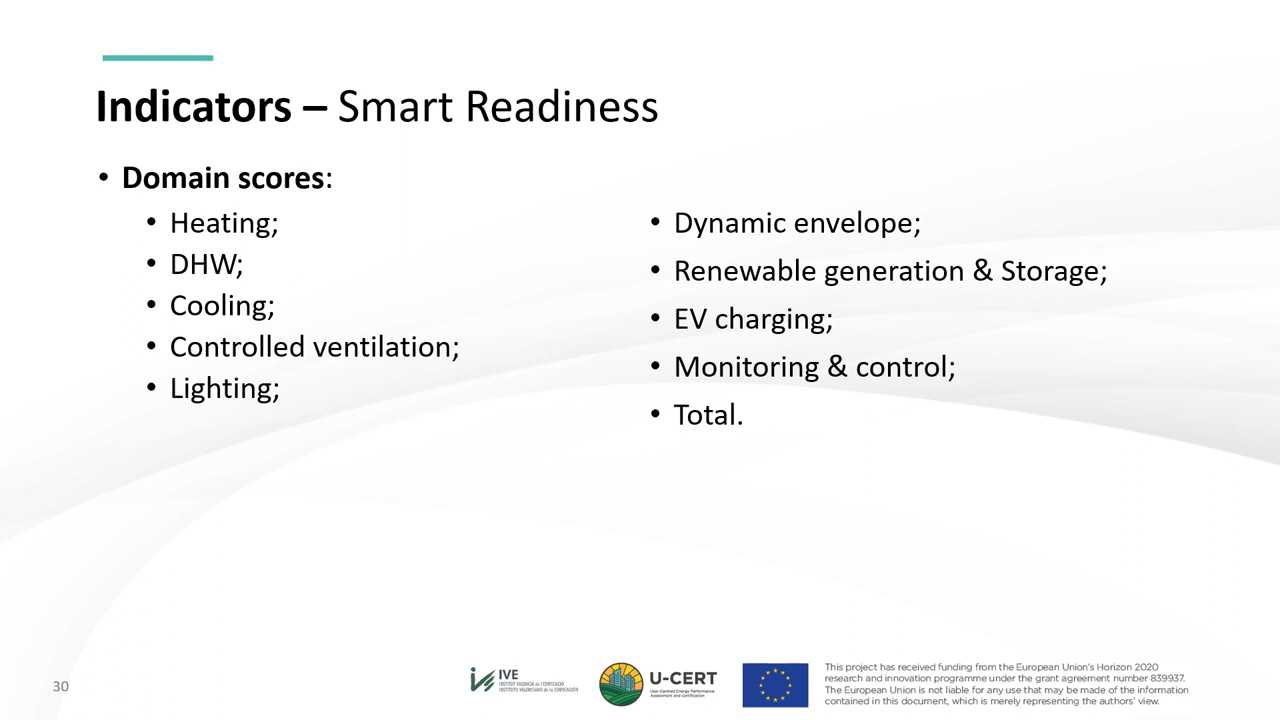 Indicators – Smart Readiness
• Domain scores:
• Heating;
• DHW;
• Cooling;
• Controlled ventilation;
• Lighting;
• Dynamic envelope;
• Renewable generation & Storage;
• EV charging;
• Monitoring & control;
• Total.
30
IVE
INSTITUT VALENCIÀ de l'EDIFICACIÓ
INSTITUTO VALENCIANO de la EDIFICACIÓN
U-CERT
User-Centred Energy Performance
Assessment and Certification
This project has received funding from the European Union's Horizon 2020
research and innovation programme under the grant agreement number 839937.
The European Union is not liable for any use that may be made of the information
contained in this document, which is merely representing the authors' view.